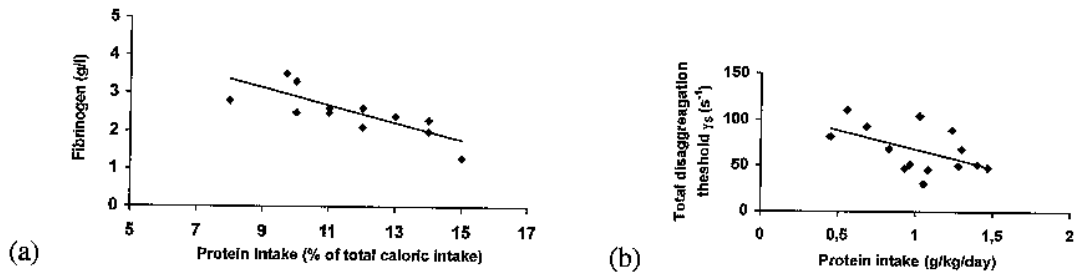 5
4
3
2
1
0
Fibrinogen (g/l)
5 7 9 11 13 15 17
Protein Intake (% of total caloric intake)
(a)
150
100
50
0
Total disaggreagation
theshold γS (s-1)
0 0,5 1 1,5 2
Protein intake (g/kg/day)
(b)